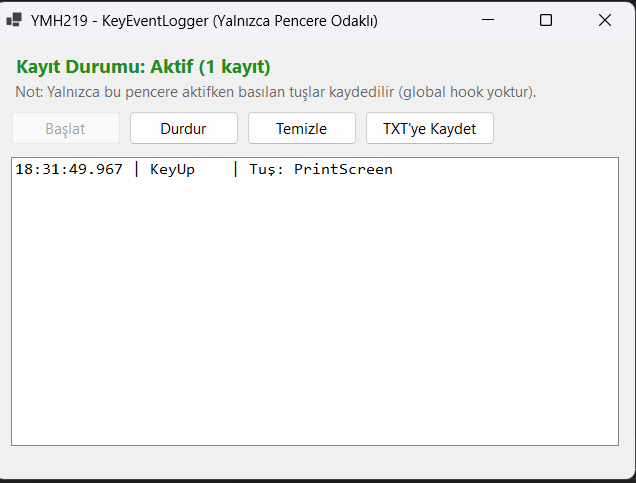 YMH219 - KeyEventLogger (Yalnızca Pencere Odaklı)
Kayıt Durumu: Aktif (1 kayıt)
Not: Yalnızca bu pencere aktifken basılan tuşlar kaydedilir (global hook yoktur).
Başlat Durdur Temizle TXT'ye Kaydet
18:31:49.967 | KeyUp    | Tuş: PrintScreen